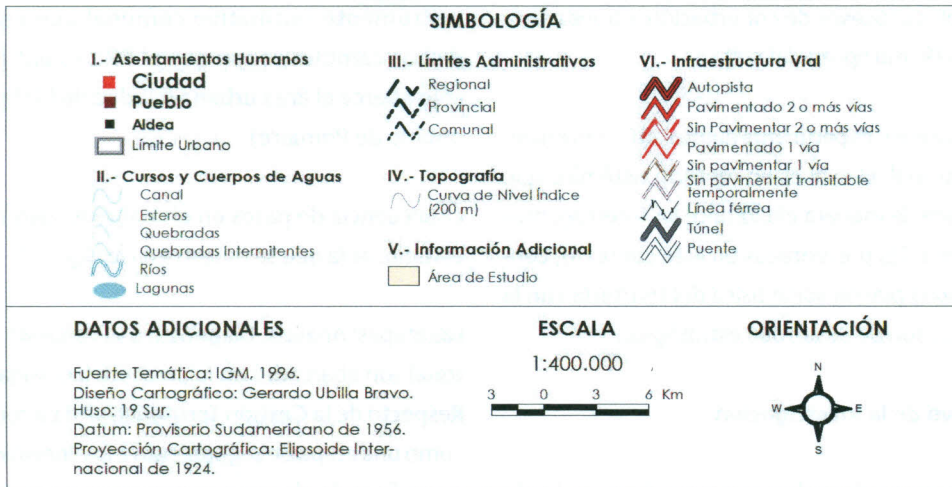 SIMBOLOGÍA
I.- Asentamientos Humanos
Ciudad
Pueblo
Aldea
Límite Urbano
II.- Cursos y Cuerpos de Aguas
Canal
Esteros
Quebradas
Quebradas Intermitentes
Ríos
Lagunas
III.- Límites Administrativos
Regional
Provincial
Comunal
IV.- Topografía
Curva de Nivel Índice
(200 m)
V.- Información Adicional
Área de Estudio
VI.- Infraestructura Vial
Autopista
Pavimentado 2 o más vías
Sin Pavimentar 2 o más vías
Pavimentado 1 vía
Sin pavimentar 1 vía
Sin pavimentar transitable
temporalmente
Línea férrea
Túnel
Puente
DATOS ADICIONALES
Fuente Temática: IGM, 1996.
Diseño Cartográfico: Gerardo Ubilla Bravo.
Huso: 19 Sur.
Datum: Provisorio Sudamericano de 1956.
Proyección Cartográfica: Elipsoide Inter-
nacional de 1924.
ESCALA
1:400.000
3 0 3 6 Km
ORIENTACIÓN
N
W E
S